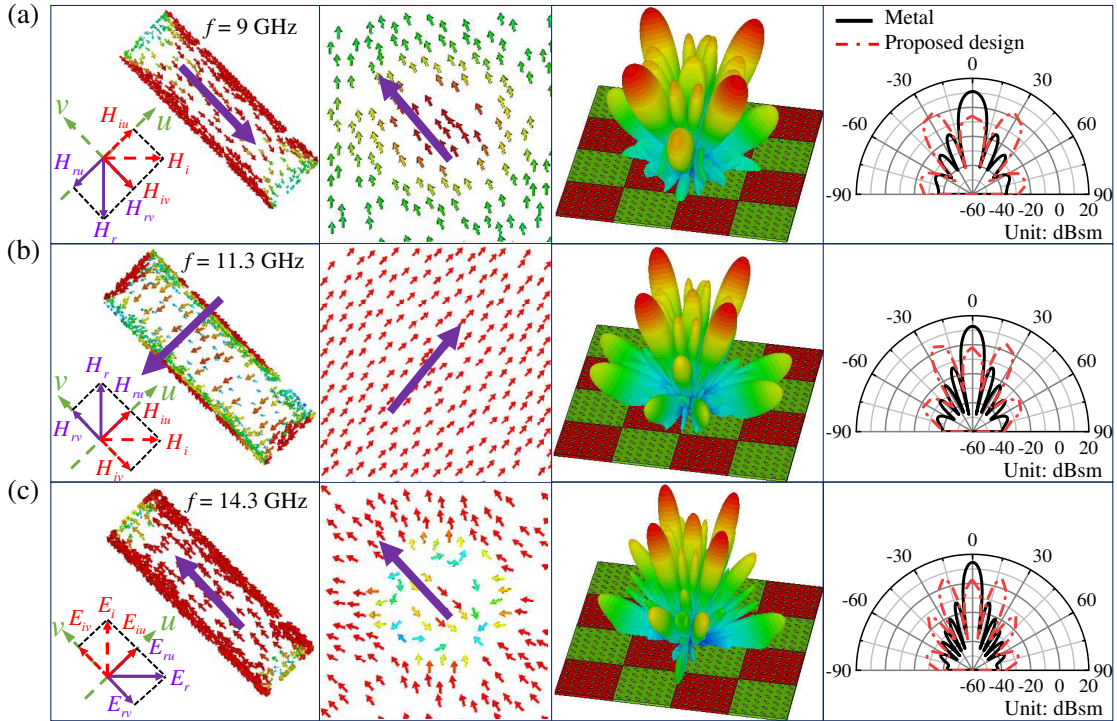 (a)
f = 9 GHz
v
u
H_iu
H_i
H_iv
H_ru
H_rv
H_r
Metal
Proposed design
-30
0
30
-60
60
-90
-60 -40 -20 0 20
Unit: dBsm
(b)
f = 11.3 GHz
H_r
H_ru
v
u
H_iu
H_rv
H_i
H_iv
-30
0
30
-60
60
-90
-60 -40 -20 0 20
Unit: dBsm
(c)
f = 14.3 GHz
v
E_iv
E_i
E_iu
u
E_ru
E_r
E_rv
-30
0
30
-60
60
-90
-60 -40 -20 0 20
Unit: dBsm